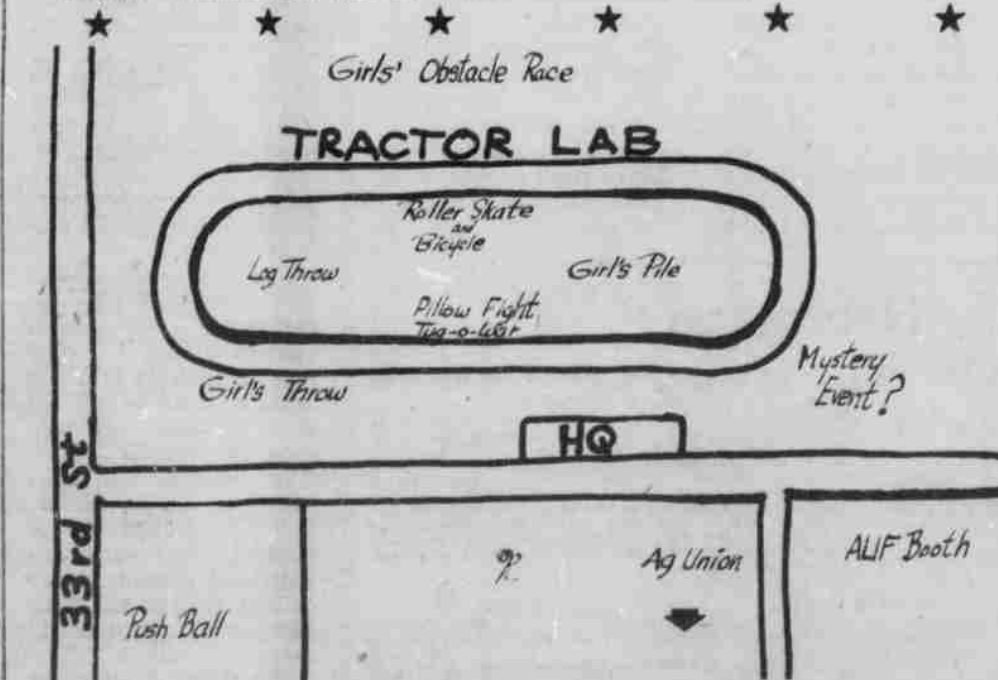 Girls' Obstacle Race
TRACTOR LAB
Roller Skate
and
Bicycle
Log Throw
Girl's Pile
Pillow Fight
Tug-o-War
Girl's Throw
Mystery
Event?
HQ
33rd St
Ag Union
AUF Booth
Push Ball